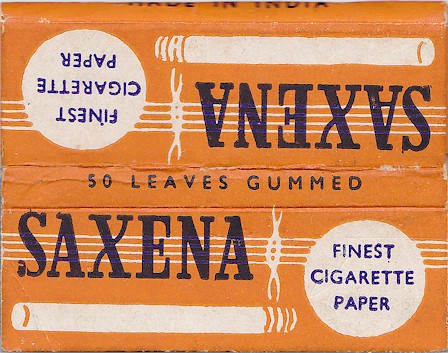 MADE IN INDIA
FINEST
CIGARETTE
PAPER
SAXENA
50 LEAVES GUMMED
SAXENA
FINEST
CIGARETTE
PAPER